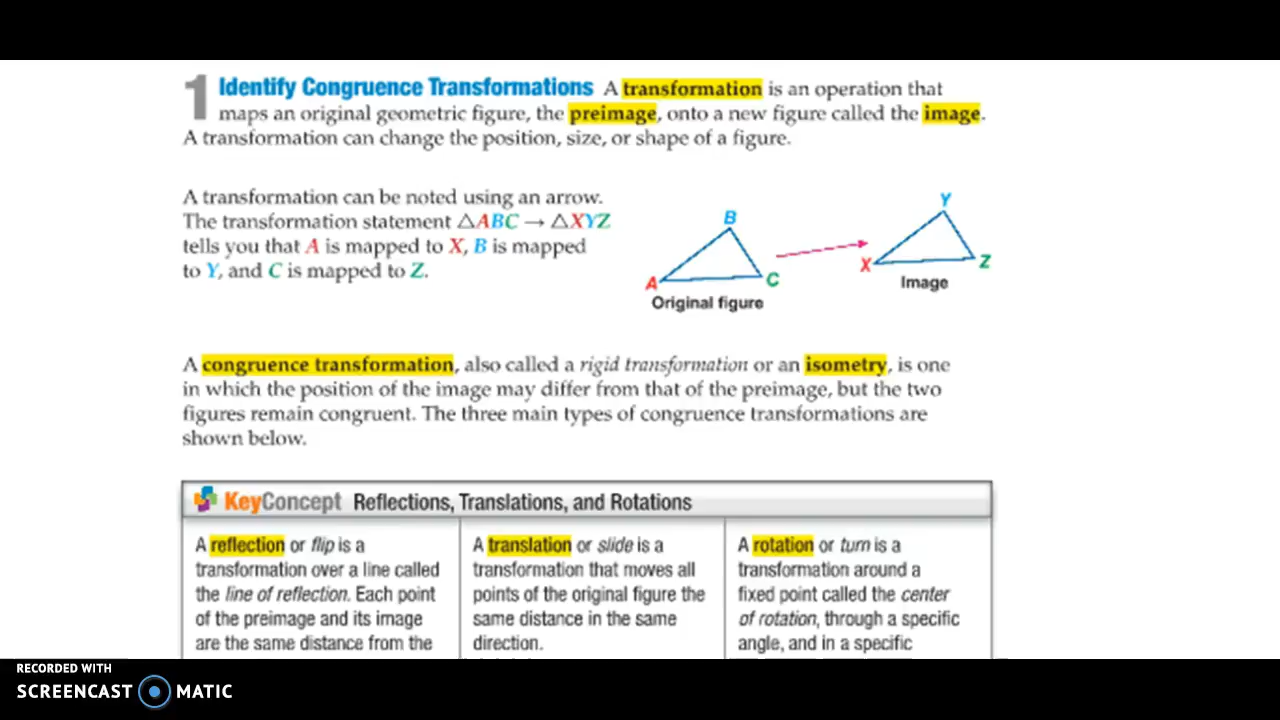 1 Identify Congruence Transformations A transformation is an operation that
maps an original geometric figure, the preimage, onto a new figure called the image.
A transformation can change the position, size, or shape of a figure.
A transformation can be noted using an arrow.
The transformation statement △ABC → △XYZ
tells you that A is mapped to X, B is mapped
to Y, and C is mapped to Z.
B
A
C
Original figure
Y
X
Z
Image
A congruence transformation, also called a rigid transformation or an isometry, is one
in which the position of the image may differ from that of the preimage, but the two
figures remain congruent. The three main types of congruence transformations are
shown below.
KeyConcept Reflections, Translations, and Rotations
A reflection or flip is a
transformation over a line called
the line of reflection. Each point
of the preimage and its image
are the same distance from the
A translation or slide is a
transformation that moves all
points of the original figure the
same distance in the same
direction.
A rotation or turn is a
transformation around a
fixed point called the center
of rotation, through a specific
angle, and in a specific
RECORDED WITH
SCREENCAST MATIC